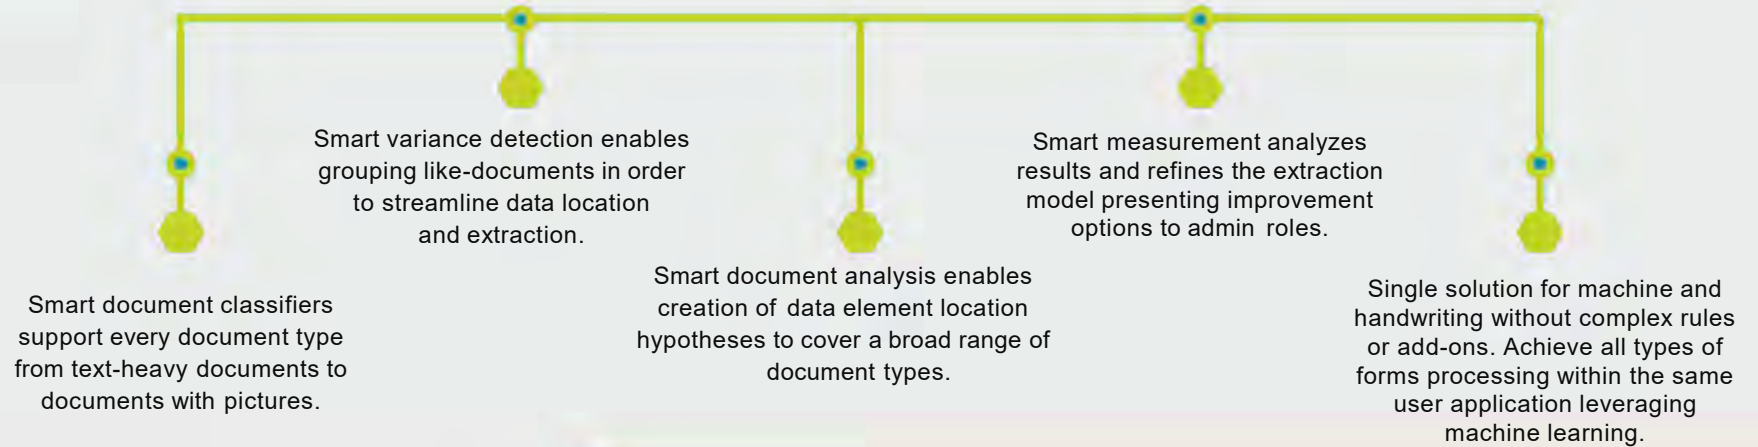 Smart document classifiers
support every document type
from text-heavy documents to
documents with pictures.
Smart variance detection enables
grouping like-documents in order
to streamline data location
and extraction.
Smart document analysis enables
creation of data element location
hypotheses to cover a broad range of
document types.
Smart measurement analyzes
results and refines the extraction
model presenting improvement
options to admin roles.
Single solution for machine and
handwriting without complex rules
or add-ons. Achieve all types of
forms processing within the same
user application leveraging
machine learning.